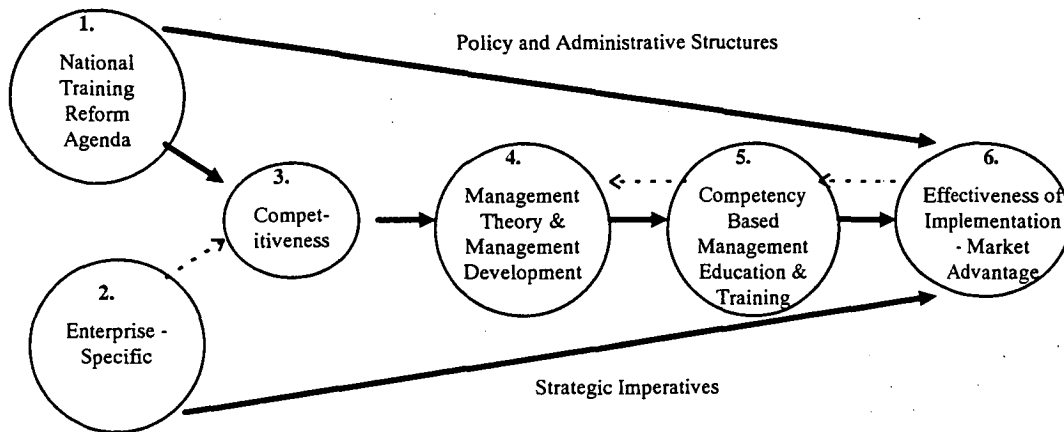 1.
National
Training
Reform
Agenda
Policy and Administrative Structures
2.
Enterprise -
Specific
3.
Compet-
itiveness
4.
Management
Theory &
Management
Development
5.
Competency
Based
Management
Education &
Training
6.
Effectiveness of
Implementation
- Market
Advantage
Strategic Imperatives